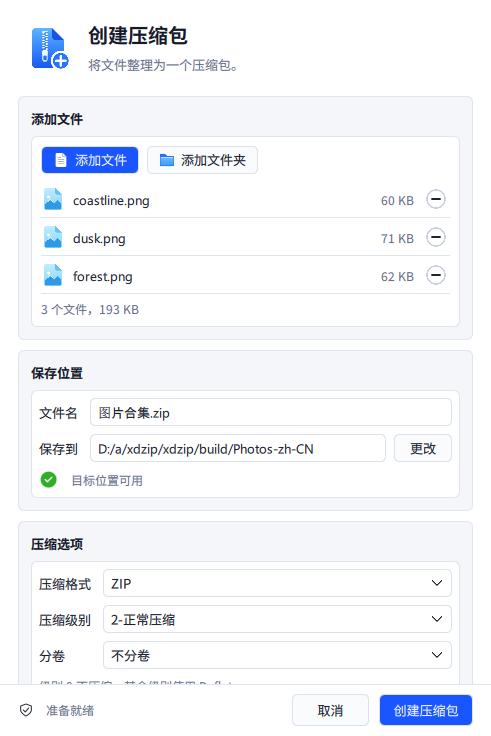 创建压缩包
将文件整理为一个压缩包。
添加文件
添加文件 添加文件夹
coastline.png 60 KB
dusk.png 71 KB
forest.png 62 KB
3 个文件，193 KB
保存位置
文件名 图片合集.zip
保存到 D:/a/xdzip/xdzip/build/Photos-zh-CN 更改
目标位置可用
压缩选项
压缩格式 ZIP
压缩级别 2-正常压缩
分卷 不分卷
准备就绪 取消 创建压缩包